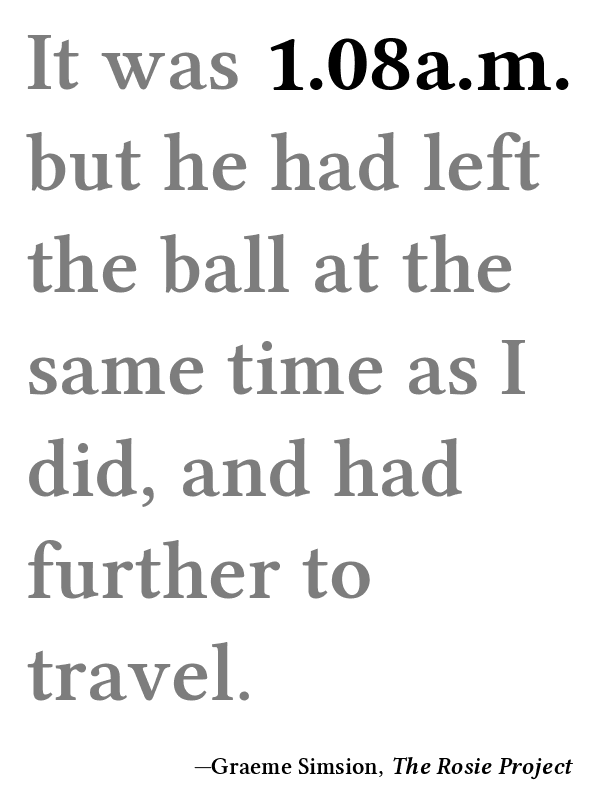 It was 1.08a.m.
but he had left
the ball at the
same time as I
did, and had
further to
travel.
—Graeme Simsion, The Rosie Project